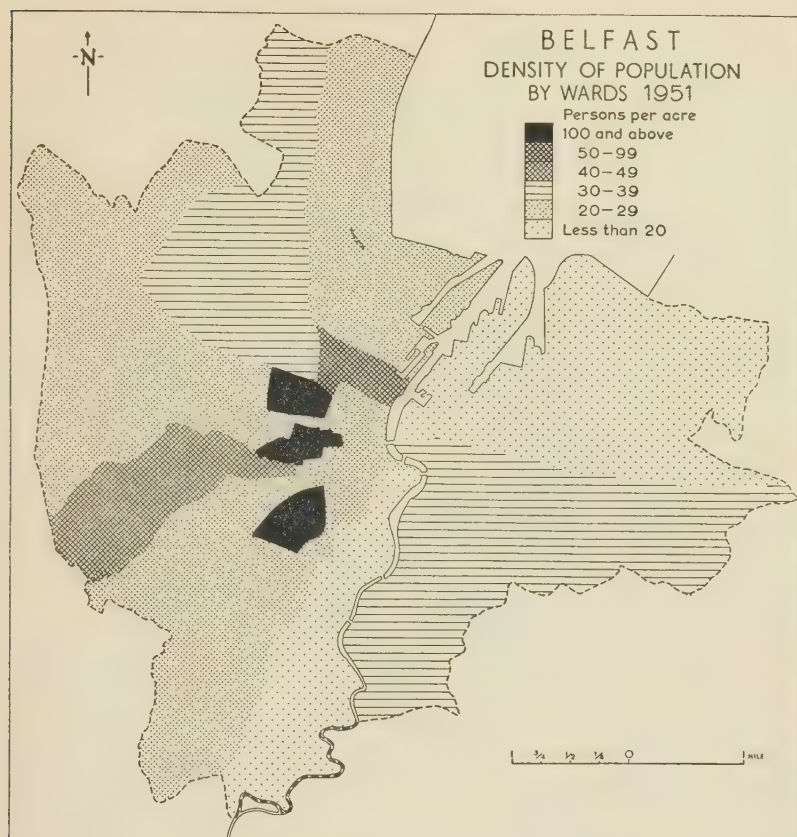 N
BELFAST
DENSITY OF POPULATION
BY WARDS 1951
Persons per acre
100 and above
50-99
40-49
30-39
20-29
Less than 20
3/4 1/2 1/4 0 1 MILE